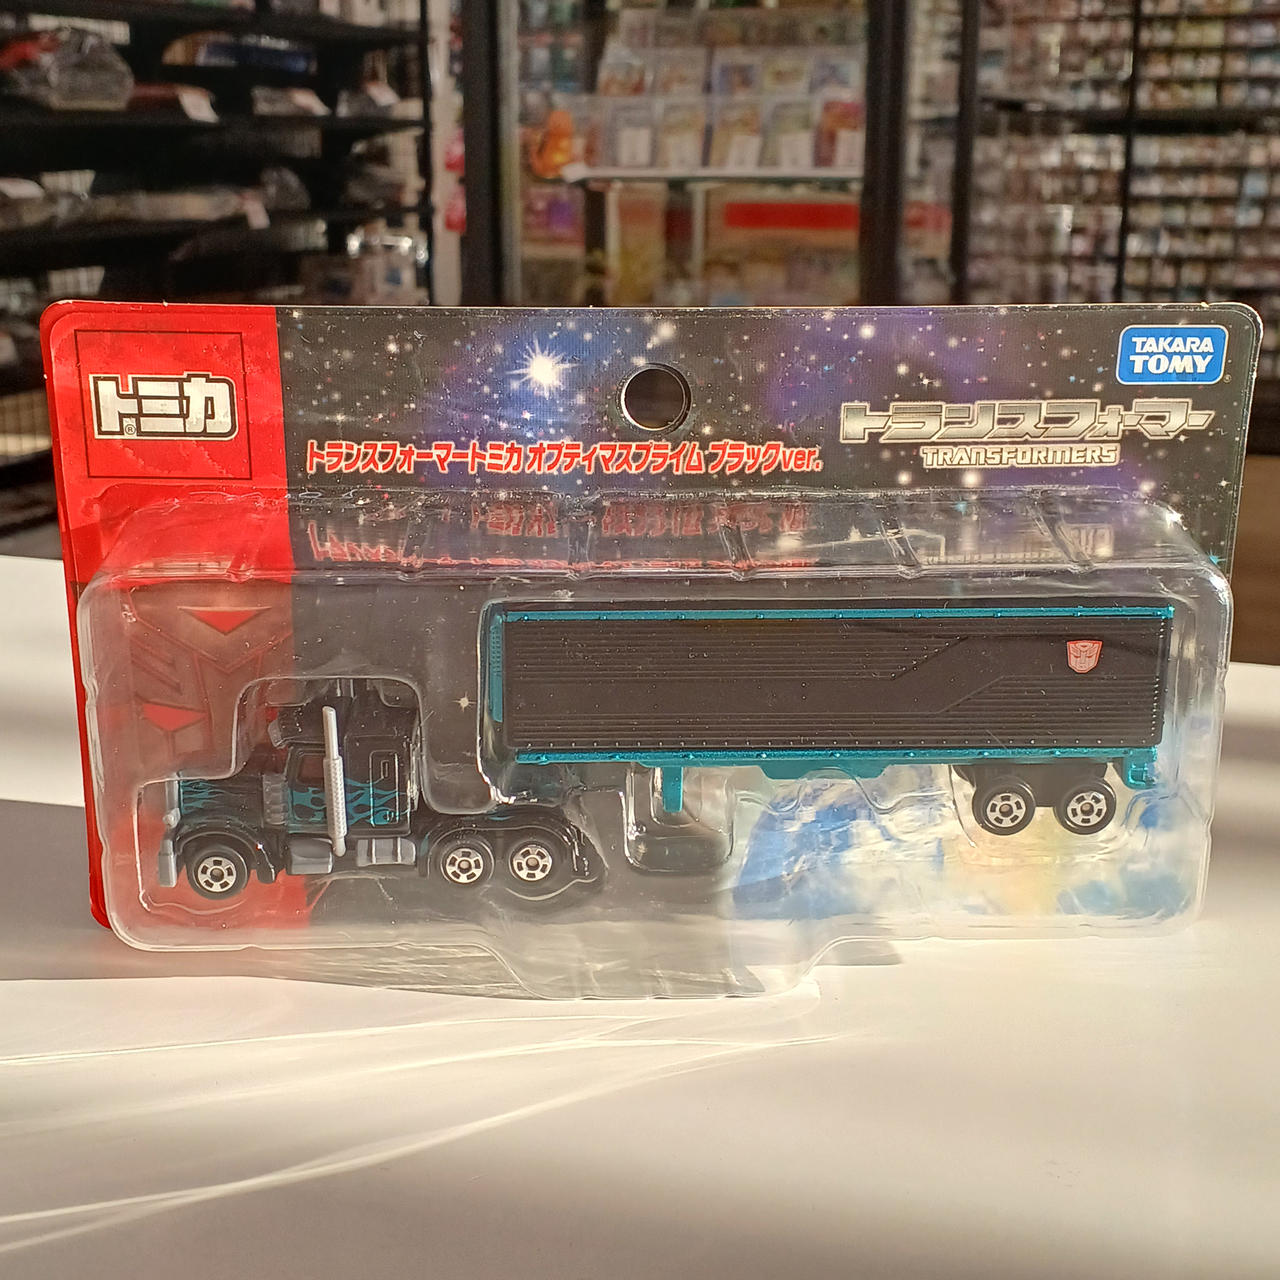 トミカ®
TAKARA
TOMY®
トランスフォーマー
TRANSFORMERS
トランスフォーマートミカ オプティマスプライム ブラックver.